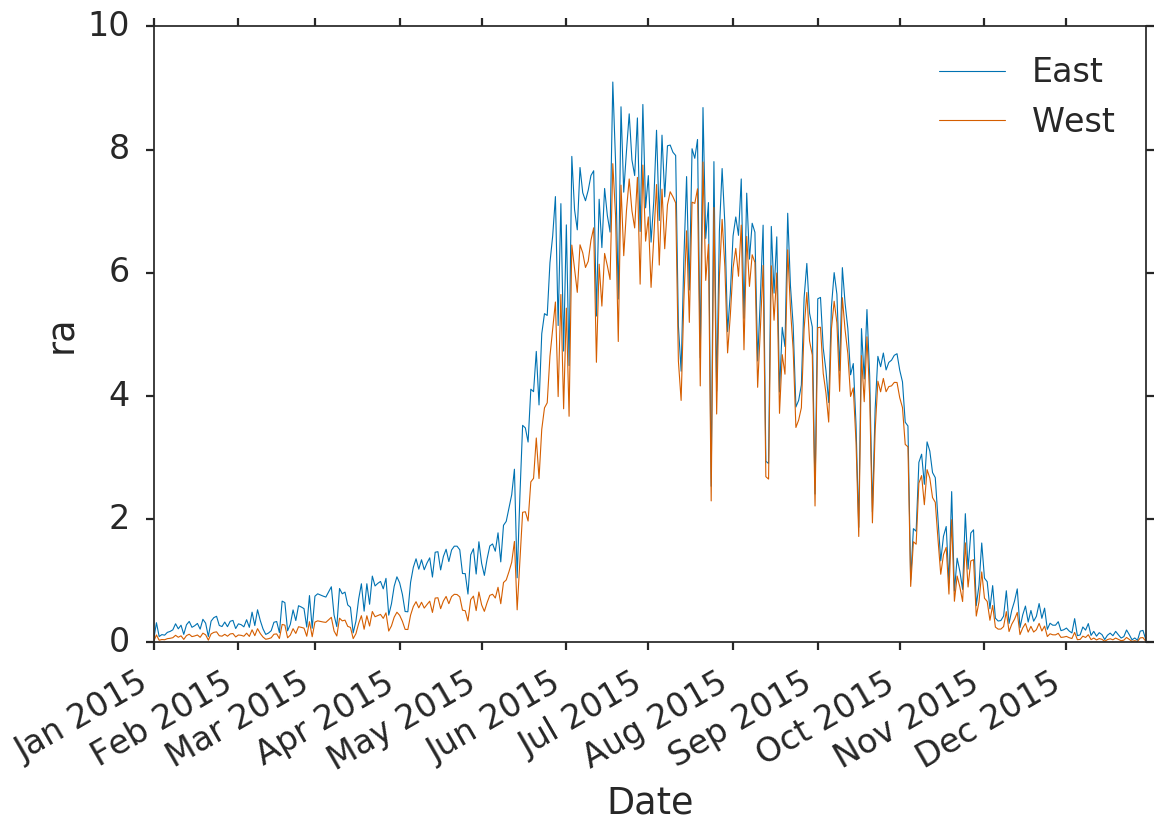 10
8
6
4
2
0
ra
East
West
Jan 2015
Feb 2015
Mar 2015
Apr 2015
May 2015
Jun 2015
Jul 2015
Aug 2015
Sep 2015
Oct 2015
Nov 2015
Dec 2015
Date